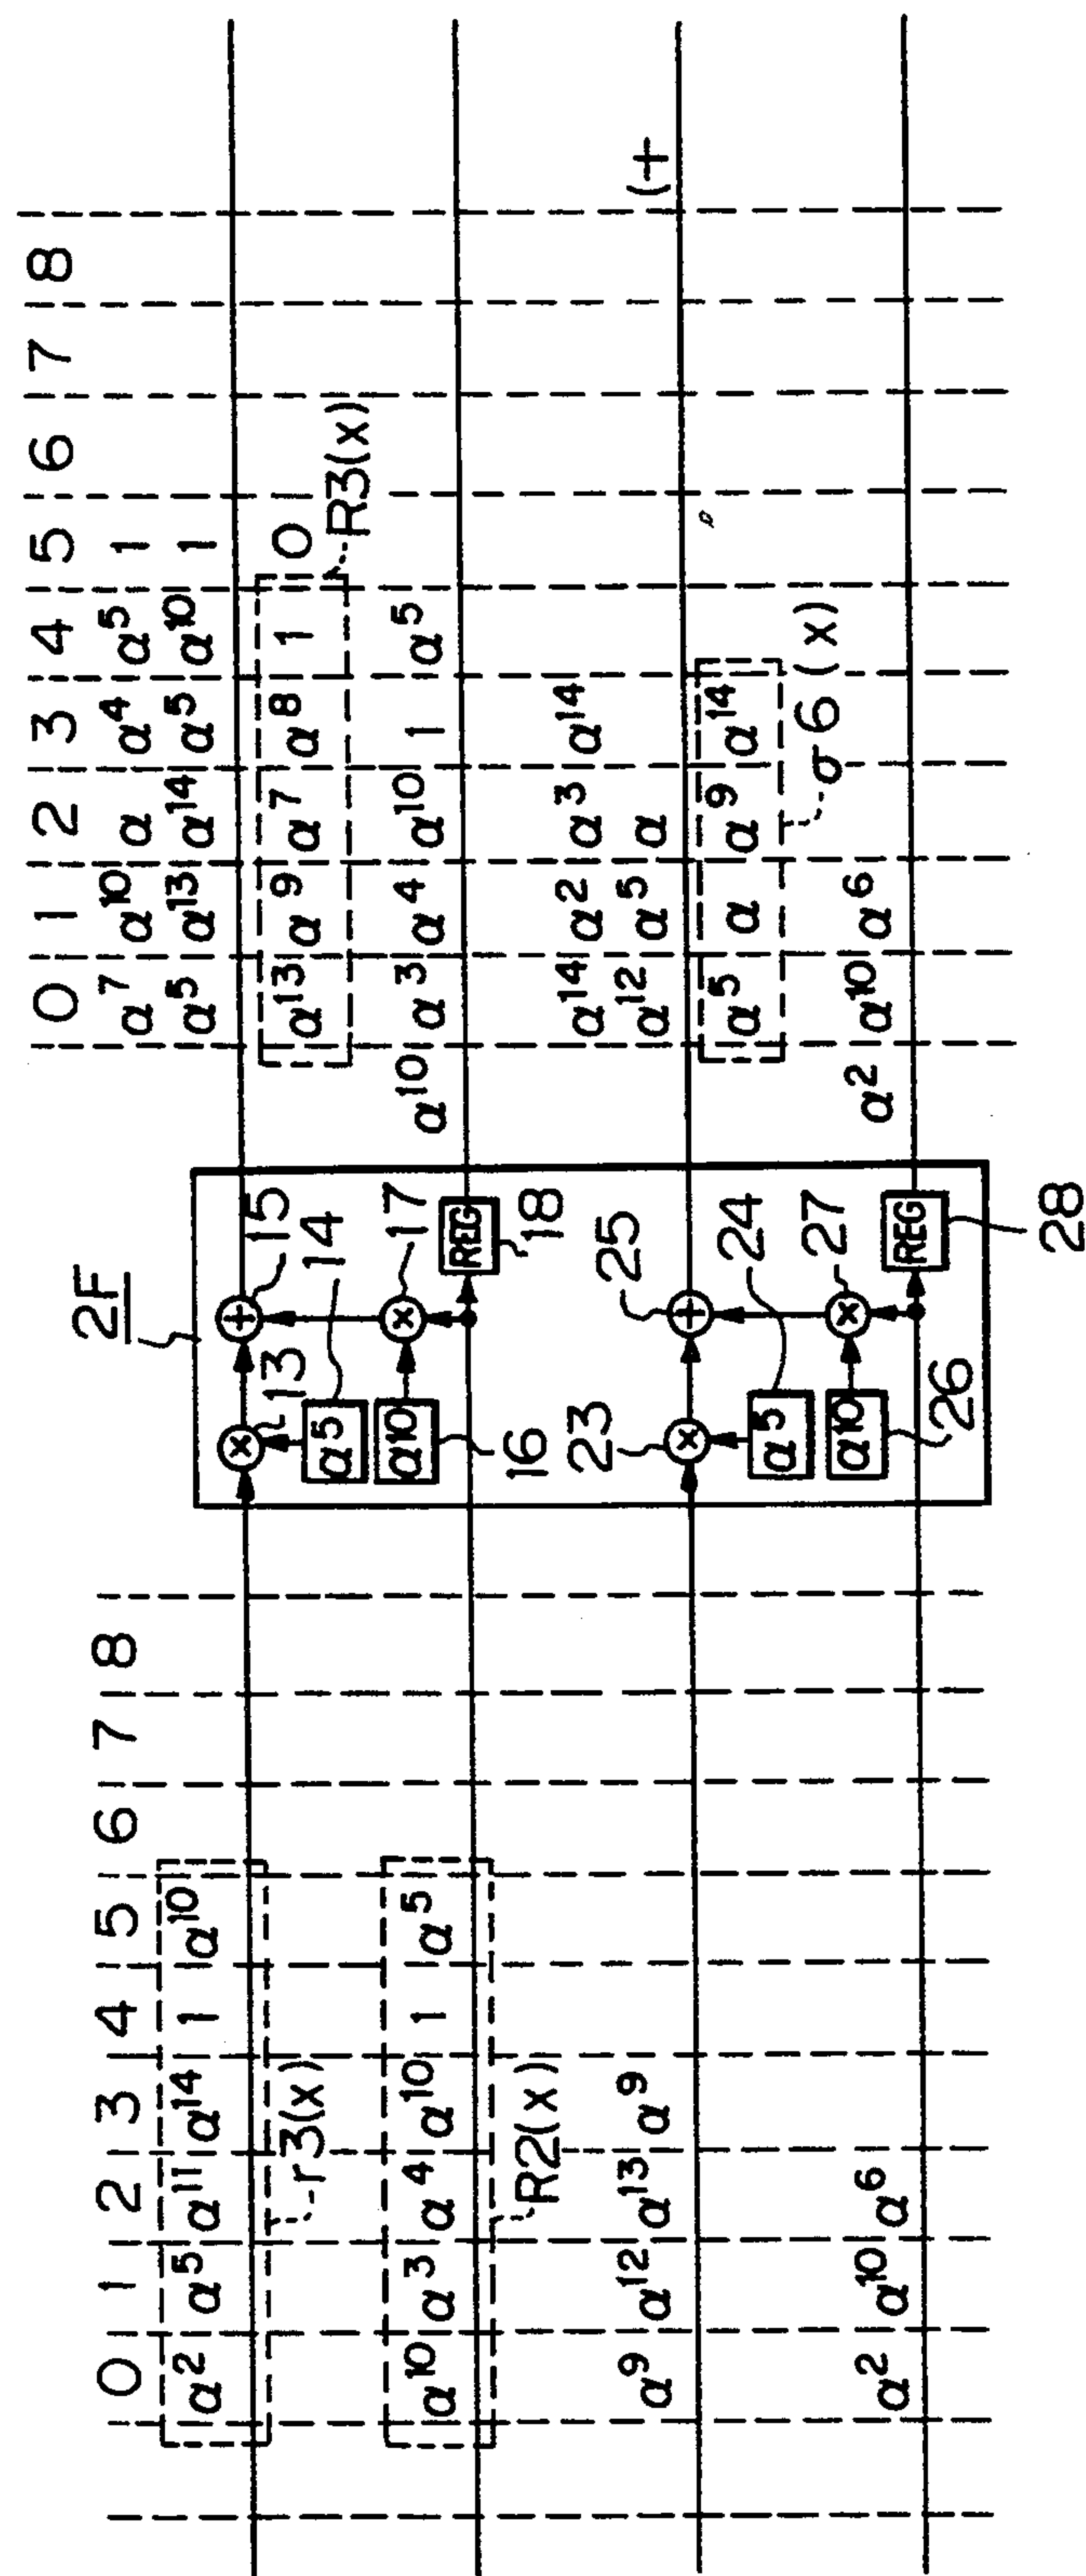 0 1 2 3 4 5 6 7 8
α² α⁵ α¹¹ α¹⁴ 1 α¹⁰
r3(x)
α¹⁰ α³ α⁴ α¹⁰ 1 α⁵
R2(x)
α⁹ α¹² α¹³ α⁹
α² α¹⁰ α⁶
2F
13 15
α⁵ 14
α¹⁰ 17
16 REG 18
23 25
α⁵ 24
α¹⁰ 27
26 REG 28
0 1 2 3 4 5 6 7 8
α⁷ α¹⁰ α α⁴ α⁵ 1
α⁵ α¹³ α¹⁴ α⁵ α¹⁰ 1
α¹³ α⁹ α⁷ α⁸ 1 0
R3(x)
α¹⁰ α³ α⁴ α¹⁰ 1 α⁵
α¹⁴ α² α³ α¹⁴
α¹² α⁵ α
(+
α⁵ α α⁹ α¹⁴
σ6(x)
α² α¹⁰ α⁶